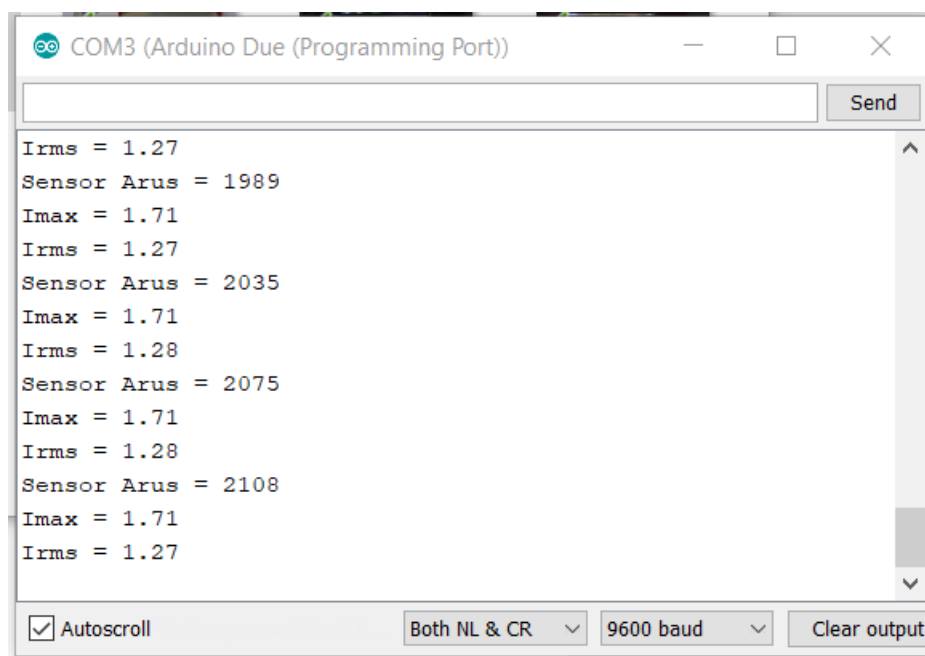 COM3 (Arduino Due (Programming Port))
Send
Irms = 1.27
Sensor Arus = 1989
Imax = 1.71
Irms = 1.27
Sensor Arus = 2035
Imax = 1.71
Irms = 1.28
Sensor Arus = 2075
Imax = 1.71
Irms = 1.28
Sensor Arus = 2108
Imax = 1.71
Irms = 1.27
Autoscroll Both NL & CR 9600 baud Clear output